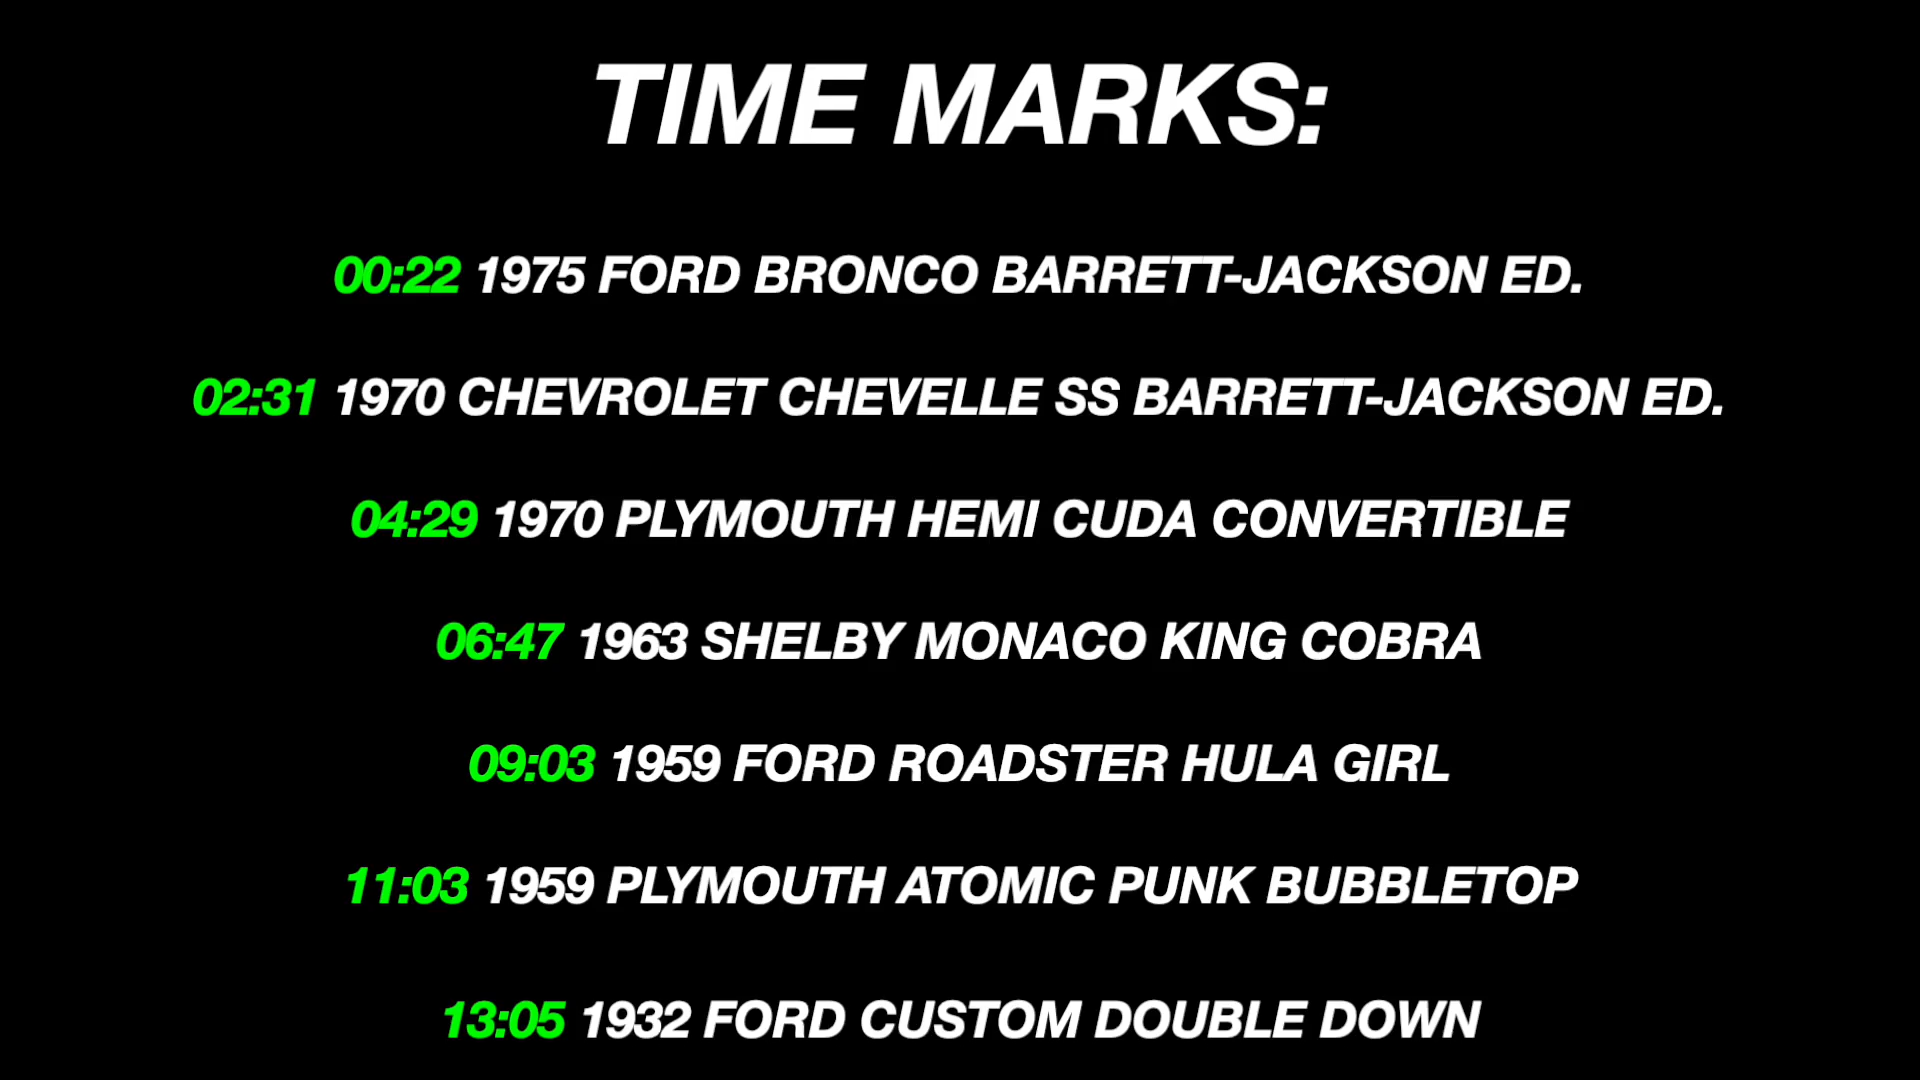 TIME MARKS:
00:22 1975 FORD BRONCO BARRETT-JACKSON ED.
02:31 1970 CHEVROLET CHEVELLE SS BARRETT-JACKSON ED.
04:29 1970 PLYMOUTH HEMI CUDA CONVERTIBLE
06:47 1963 SHELBY MONACO KING COBRA
09:03 1959 FORD ROADSTER HULA GIRL
11:03 1959 PLYMOUTH ATOMIC PUNK BUBBLETOP
13:05 1932 FORD CUSTOM DOUBLE DOWN